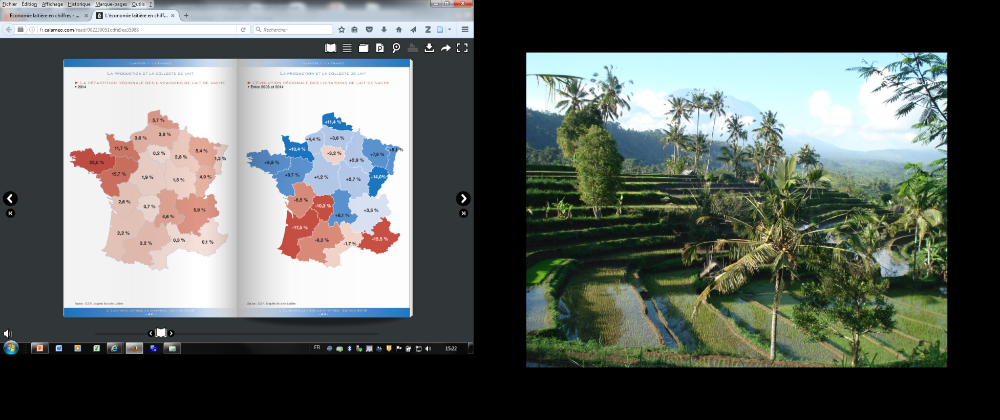 Fichier Édition Affichage Historique Marque-pages Outils ?
Economie laitière en chiffres - ... × L'économie laitière en chiff... × +
fr.calameo.com/read/002230051cdfa9ea35988 Rechercher
CHAPITRE 1 : LA FRANCE
LA PRODUCTION ET LA COLLECTE DE LAIT
► LA RÉPARTITION RÉGIONALE DES LIVRAISONS DE LAIT DE VACHE
• 2014
5,7 %
3,6 % 3,8 %
11,7 % 0,2 % 2,8 % 5,4 % 1,3 %
22,0 % 15,7 % 1,9 % 1,5 % 4,9 %
2,6 % 0,7 % 4,6 % 5,9 %
2,2 % 3,2 % 0,3 % 0,1 %
Source : S.S.P., Enquête Annuelle Laitière
L'ÉCONOMIE LAITIÈRE EN CHIFFRES - ÉDITION 2016
- 42 -
CHAPITRE 1 : LA FRANCE
LA PRODUCTION ET LA COLLECTE DE LAIT
► L'ÉVOLUTION RÉGIONALE DES LIVRAISONS DE LAIT DE VACHE
• Entre 2008 et 2014
+11,4 %
+4,4 % +3,6 %
+10,4 % -3,2 % +2,9 % +7,9 % +8,1 %
+8,8 % +9,7 % +1,2 % +2,7 % +14,0%
-8,5 % -10,3 % +6,1 % +3,5 %
-17,5 % -9,3 % -1,7 % -15,5 %
Source : S.S.P., Enquête Annuelle Laitière
L'ÉCONOMIE LAITIÈRE EN CHIFFRES - ÉDITION 2016
- 43 -
FR 15:22